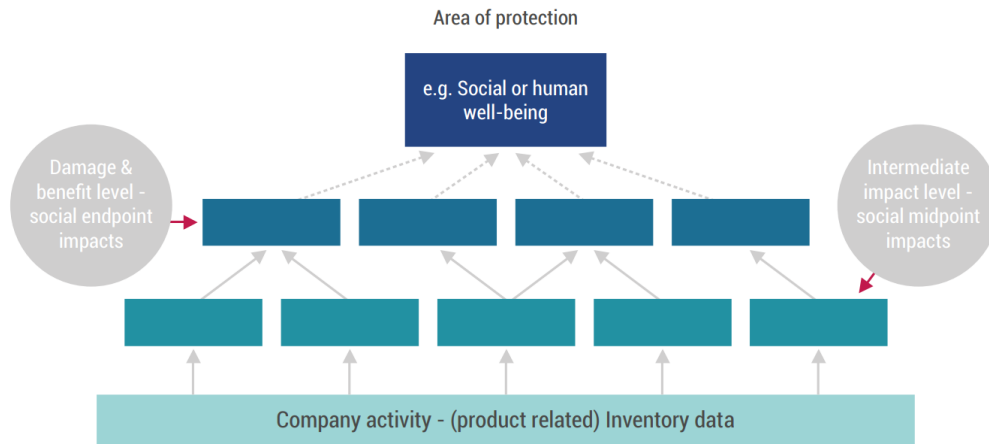 Area of protection
e.g. Social or human
well-being
Damage &
benefit level -
social endpoint
impacts
Intermediate
impact level -
social midpoint
impacts
Company activity - (product related) Inventory data